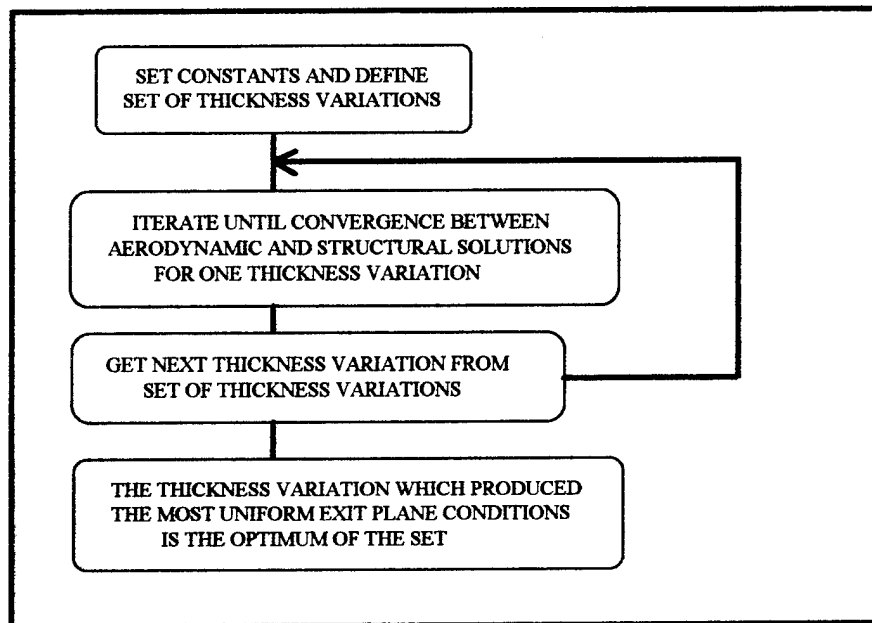 SET CONSTANTS AND DEFINE
SET OF THICKNESS VARIATIONS
ITERATE UNTIL CONVERGENCE BETWEEN
AERODYNAMIC AND STRUCTURAL SOLUTIONS
FOR ONE THICKNESS VARIATION
GET NEXT THICKNESS VARIATION FROM
SET OF THICKNESS VARIATIONS
THE THICKNESS VARIATION WHICH PRODUCED
THE MOST UNIFORM EXIT PLANE CONDITIONS
IS THE OPTIMUM OF THE SET